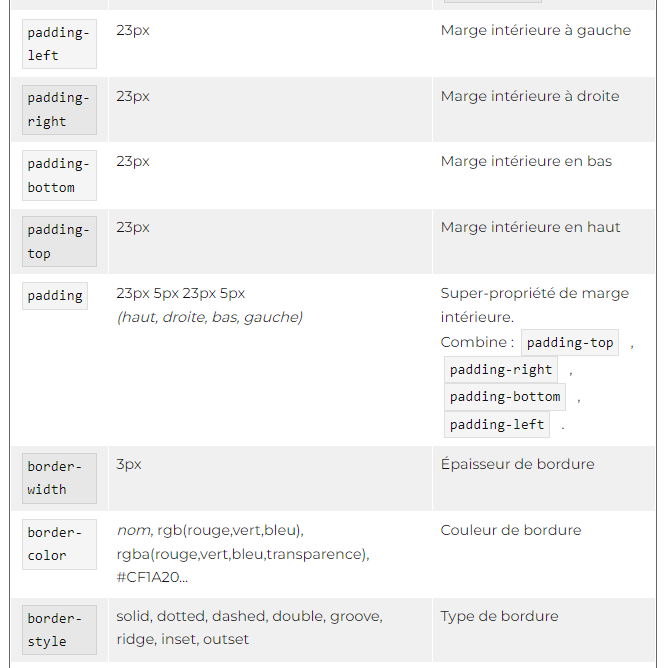 padding-
left
23px
Marge intérieure à gauche
padding-
right
23px
Marge intérieure à droite
padding-
bottom
23px
Marge intérieure en bas
padding-
top
23px
Marge intérieure en haut
padding
23px 5px 23px 5px
(haut, droite, bas, gauche)
Super-propriété de marge
intérieure.
Combine : padding-top ,
padding-right ,
padding-bottom ,
padding-left .
border-
width
3px
Épaisseur de bordure
border-
color
nom, rgb(rouge,vert,bleu),
rgba(rouge,vert,bleu,transparence),
#CF1A20...
Couleur de bordure
border-
style
solid, dotted, dashed, double, groove,
ridge, inset, outset
Type de bordure